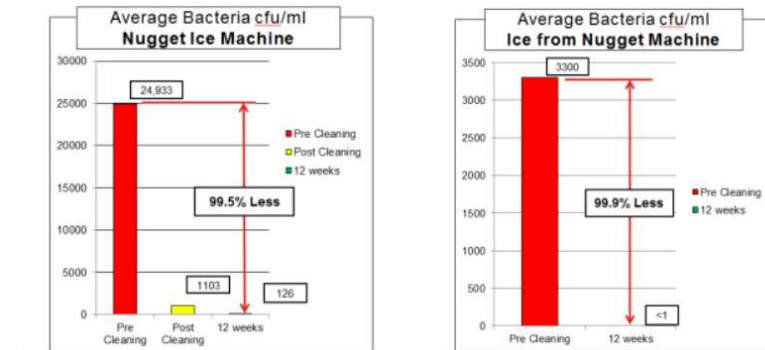 Average Bacteria cfu/ml
Nugget Ice Machine
30000
25000
20000
15000
10000
5000
0
24,933
99.5% Less
1103
126
Pre Cleaning
Post Cleaning
12 weeks
Pre
Cleaning
Post
Cleaning
12 weeks
Average Bacteria cfu/ml
Ice from Nugget Machine
3500
3000
2500
2000
1500
1000
500
0
3300
99.9% Less
<1
Pre Cleaning
12 weeks
Pre Cleaning
12 weeks